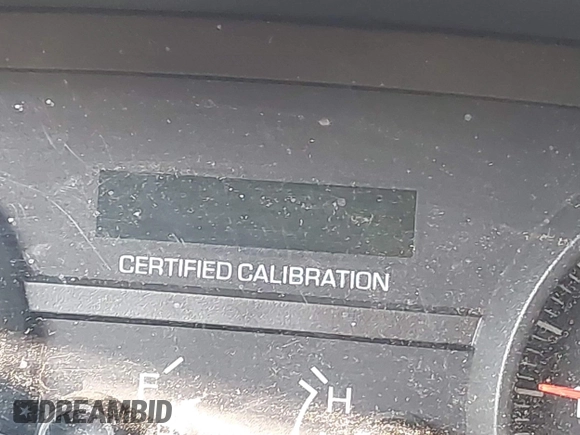 CERTIFIED CALIBRATION
F H
DREAMBID